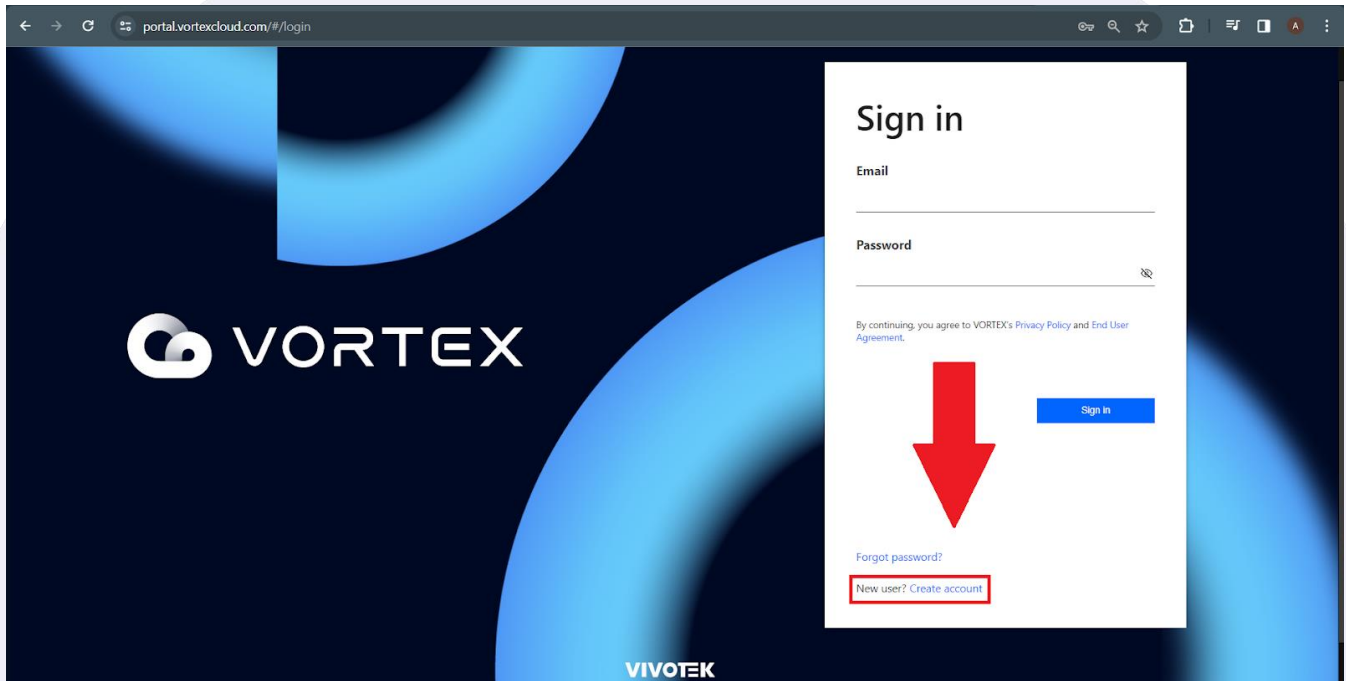 portal.vortexcloud.com/#/login
A
Sign in
Email
Password
By continuing, you agree to VORTEX's Privacy Policy and End User
Agreement.
Sign in
Forgot password?
New user? Create account
VORTEX
VIVOTEK